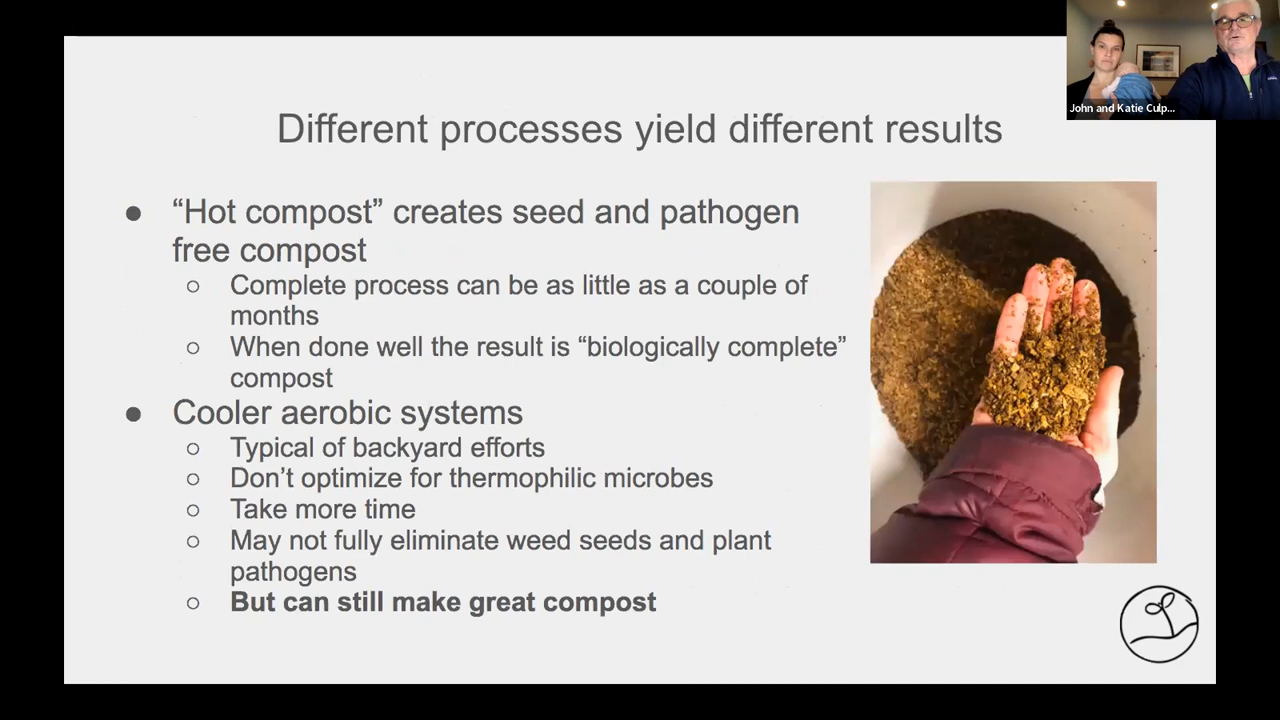 Different processes yield different results
● “Hot compost” creates seed and pathogen
free compost
○ Complete process can be as little as a couple of
months
○ When done well the result is “biologically complete”
compost
● Cooler aerobic systems
○ Typical of backyard efforts
○ Don’t optimize for thermophilic microbes
○ Take more time
○ May not fully eliminate weed seeds and plant
pathogens
○ But can still make great compost
John and Katie Culp...